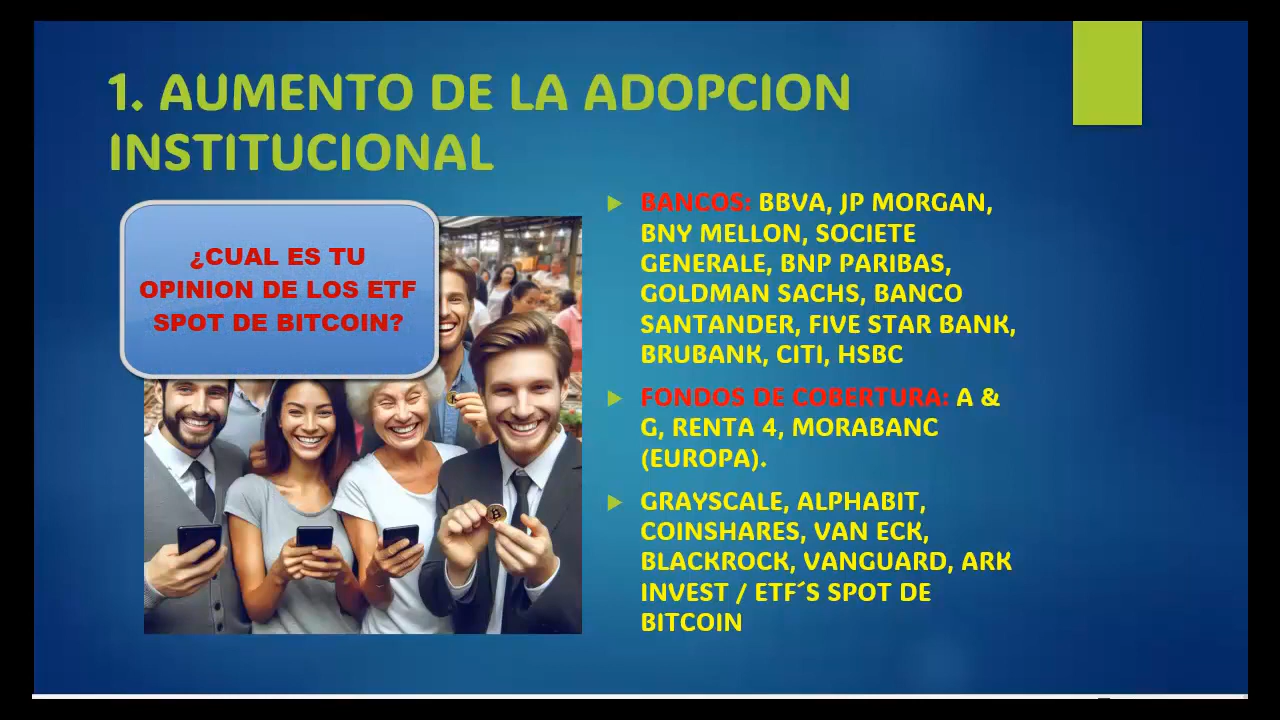 1. AUMENTO DE LA ADOPCION
INSTITUCIONAL
¿CUAL ES TU
OPINION DE LOS ETF
SPOT DE BITCOIN?
BANCOS: BBVA, JP MORGAN,
BNY MELLON, SOCIETE
GENERALE, BNP PARIBAS,
GOLDMAN SACHS, BANCO
SANTANDER, FIVE STAR BANK,
BRUBANK, CITI, HSBC
FONDOS DE COBERTURA: A &
G, RENTA 4, MORABANC
(EUROPA).
GRAYSCALE, ALPHABIT,
COINSHARES, VAN ECK,
BLACKROCK, VANGUARD, ARK
INVEST / ETF´S SPOT DE
BITCOIN